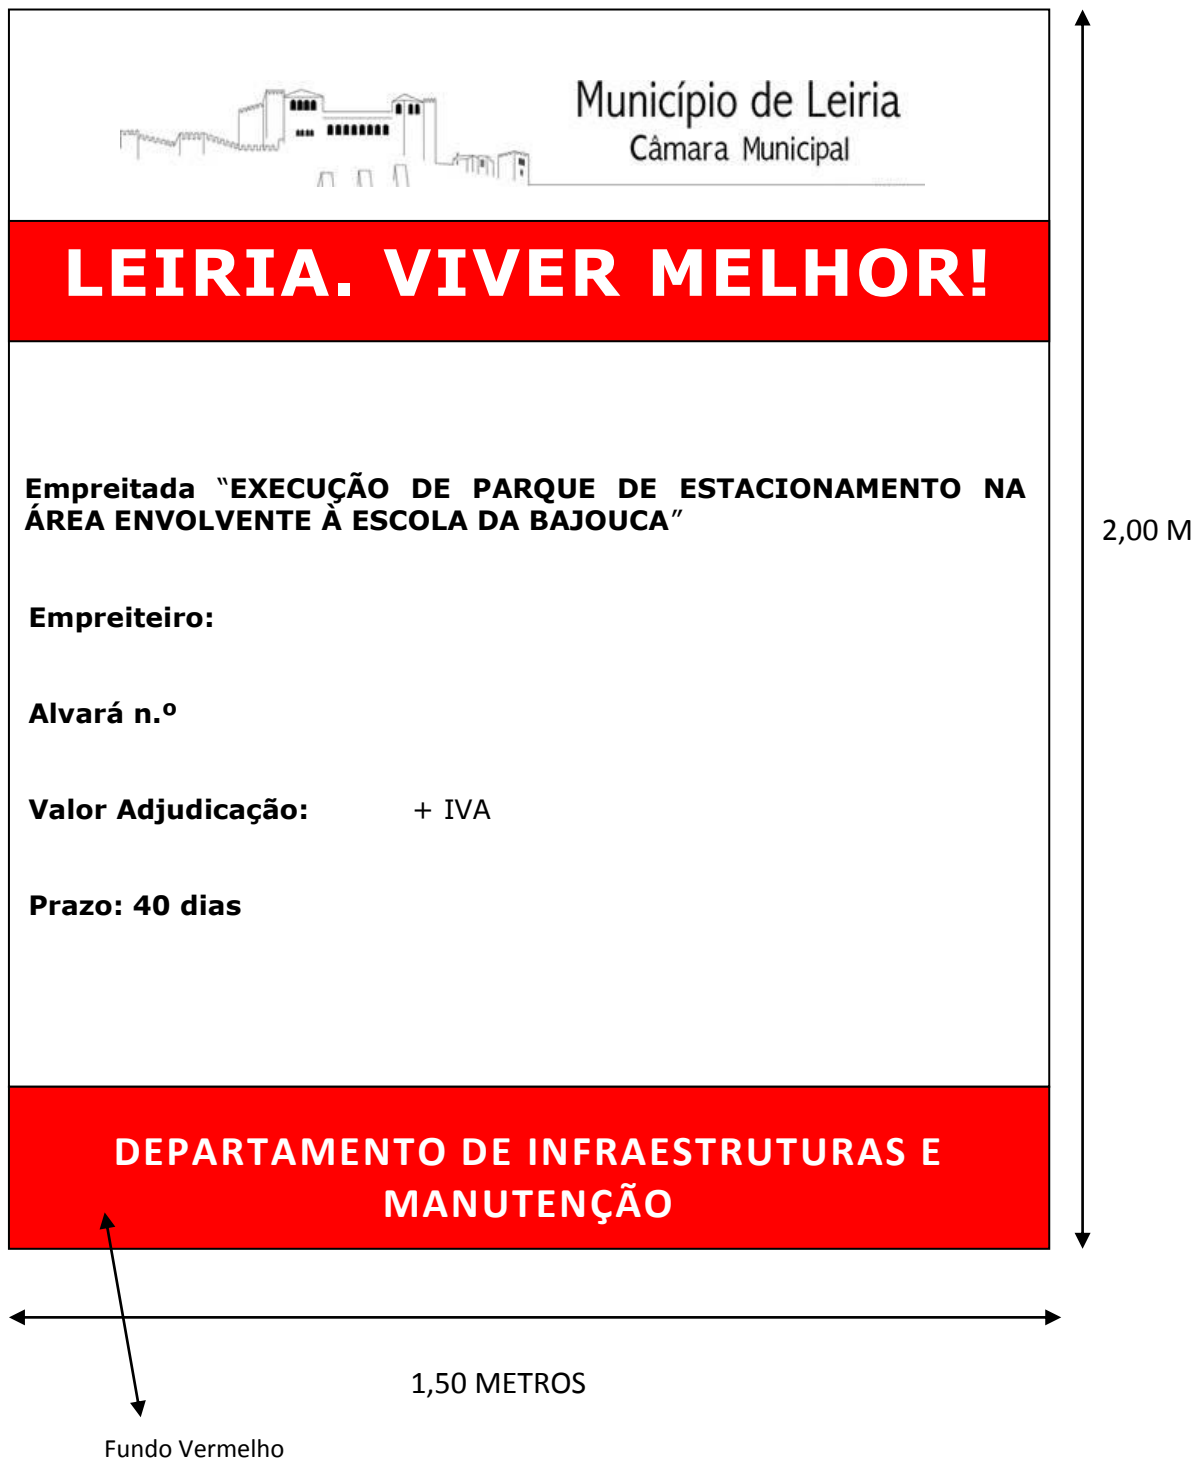 Município de Leiria
Câmara Municipal
LEIRIA. VIVER MELHOR!
Empreitada “EXECUÇÃO DE PARQUE DE ESTACIONAMENTO NA
ÁREA ENVOLVENTE À ESCOLA DA BAJOUCA”
2,00 M
Empreiteiro:
Alvará n.º
Valor Adjudicação: + IVA
Prazo: 40 dias
DEPARTAMENTO DE INFRAESTRUTURAS E
MANUTENÇÃO
1,50 METROS
Fundo Vermelho